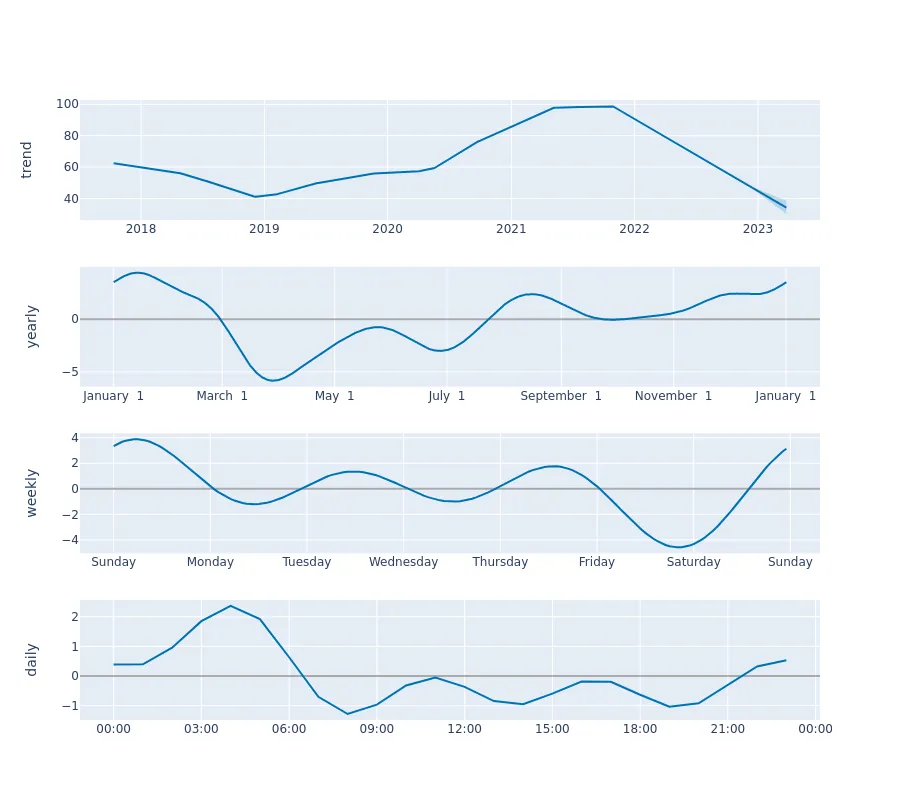 trend
100
80
60
40
2018 2019 2020 2021 2022 2023
yearly
0
−5
January 1 March 1 May 1 July 1 September 1 November 1 January 1
weekly
4
2
0
−2
−4
Sunday Monday Tuesday Wednesday Thursday Friday Saturday Sunday
daily
2
1
0
−1
00:00 03:00 06:00 09:00 12:00 15:00 18:00 21:00 00:00